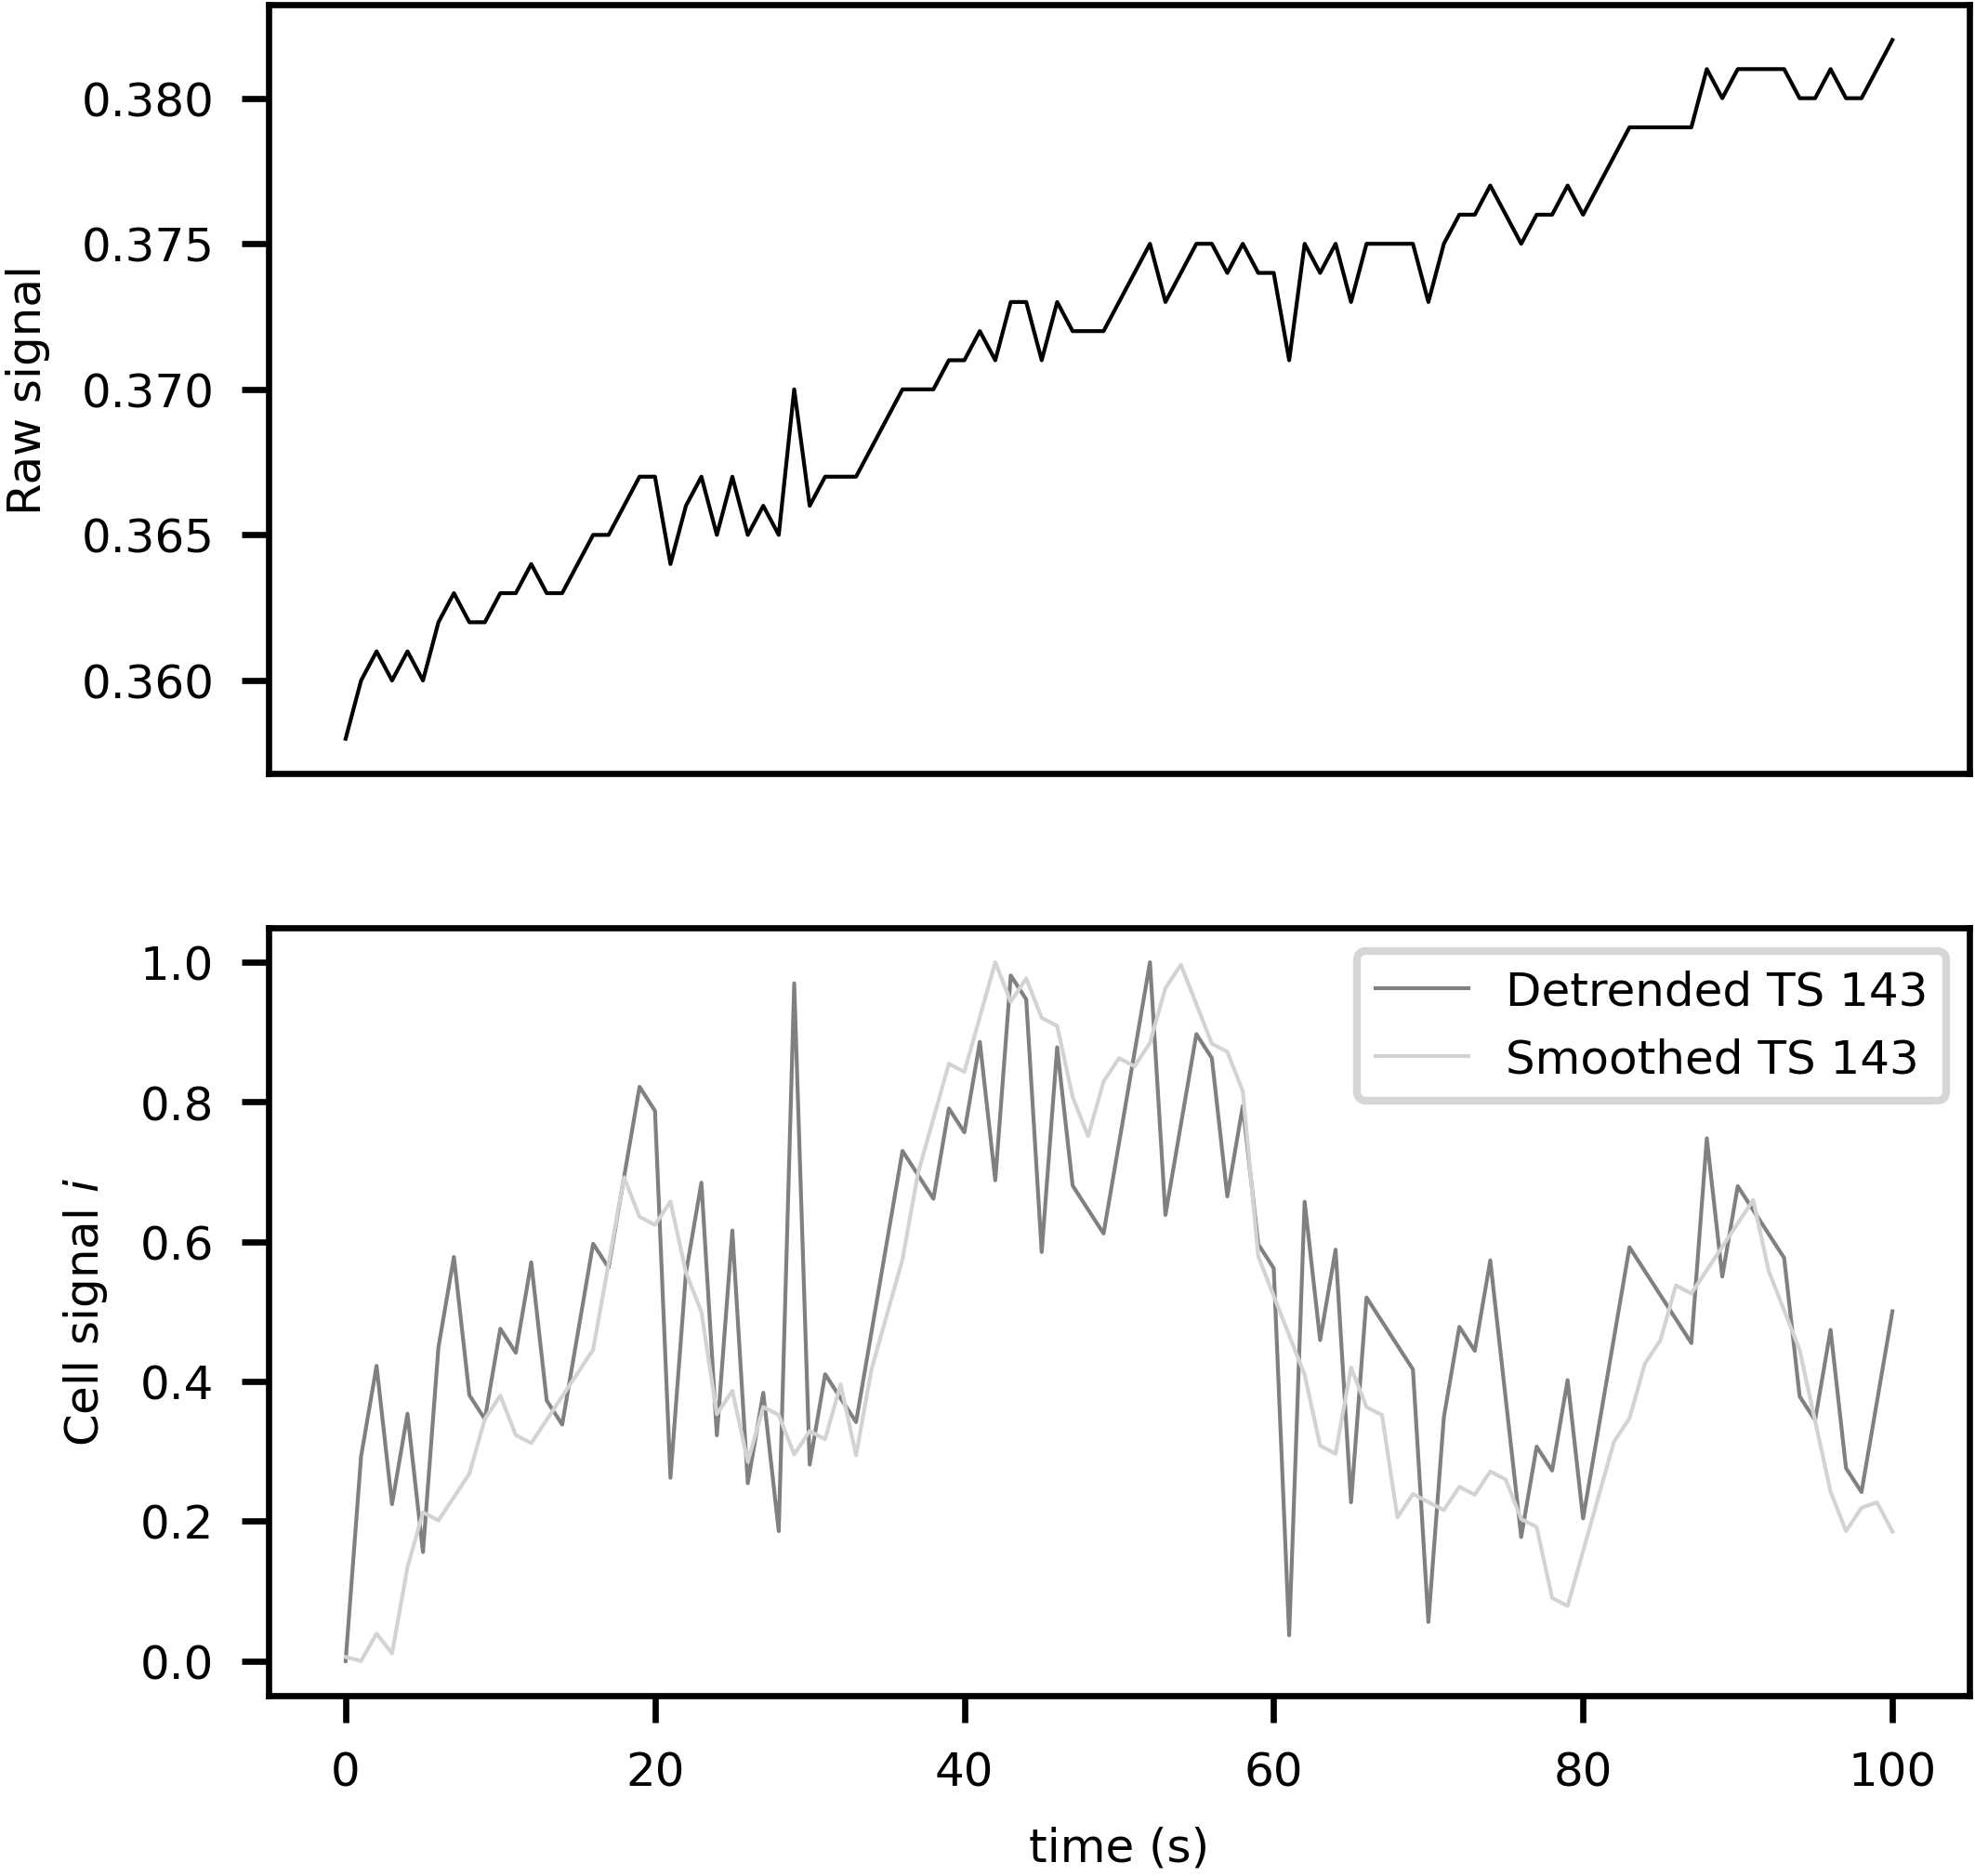 Raw signal
0.380
0.375
0.370
0.365
0.360
Cell signal i
1.0
0.8
0.6
0.4
0.2
0.0
Detrended TS 143
Smoothed TS 143
0 20 40 60 80 100
time (s)